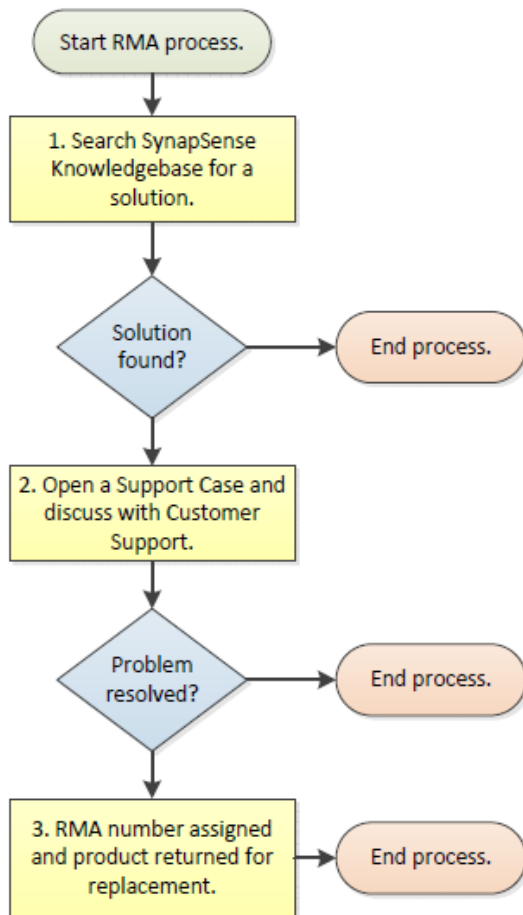 Start RMA process.
1. Search SynapSense
Knowledgebase for a
solution.
Solution
found?
End process.
2. Open a Support Case and
discuss with Customer
Support.
Problem
resolved?
End process.
3. RMA number assigned
and product returned for
replacement.
End process.